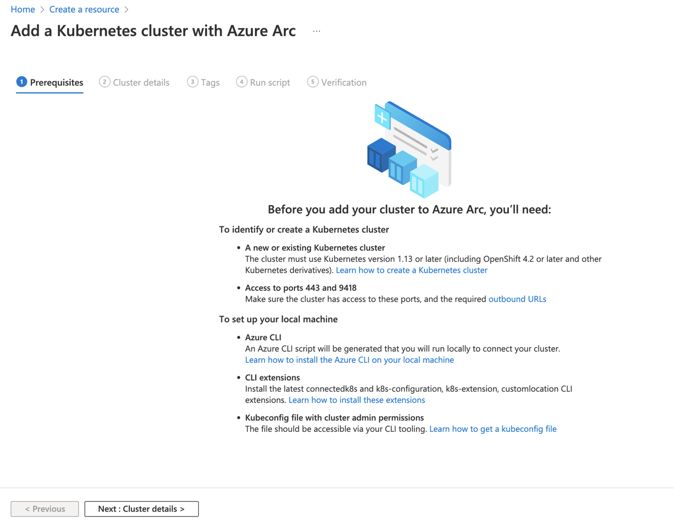 Home > Create a resource >
Add a Kubernetes cluster with Azure Arc ...
1 Prerequisites 2 Cluster details 3 Tags 4 Run script 5 Verification
Before you add your cluster to Azure Arc, you'll need:
To identify or create a Kubernetes cluster
• A new or existing Kubernetes cluster
The cluster must use Kubernetes version 1.13 or later (including OpenShift 4.2 or later and other
Kubernetes derivatives). Learn how to create a Kubernetes cluster
• Access to ports 443 and 9418
Make sure the cluster has access to these ports, and the required outbound URLs
To set up your local machine
• Azure CLI
An Azure CLI script will be generated that you will run locally to connect your cluster.
Learn how to install the Azure CLI on your local machine
• CLI extensions
Install the latest connectedk8s and k8s-configuration, k8s-extension, customlocation CLI
extensions. Learn how to install these extensions
• Kubeconfig file with cluster admin permissions
The file should be accessible via your CLI tooling. Learn how to get a kubeconfig file
< Previous Next : Cluster details >